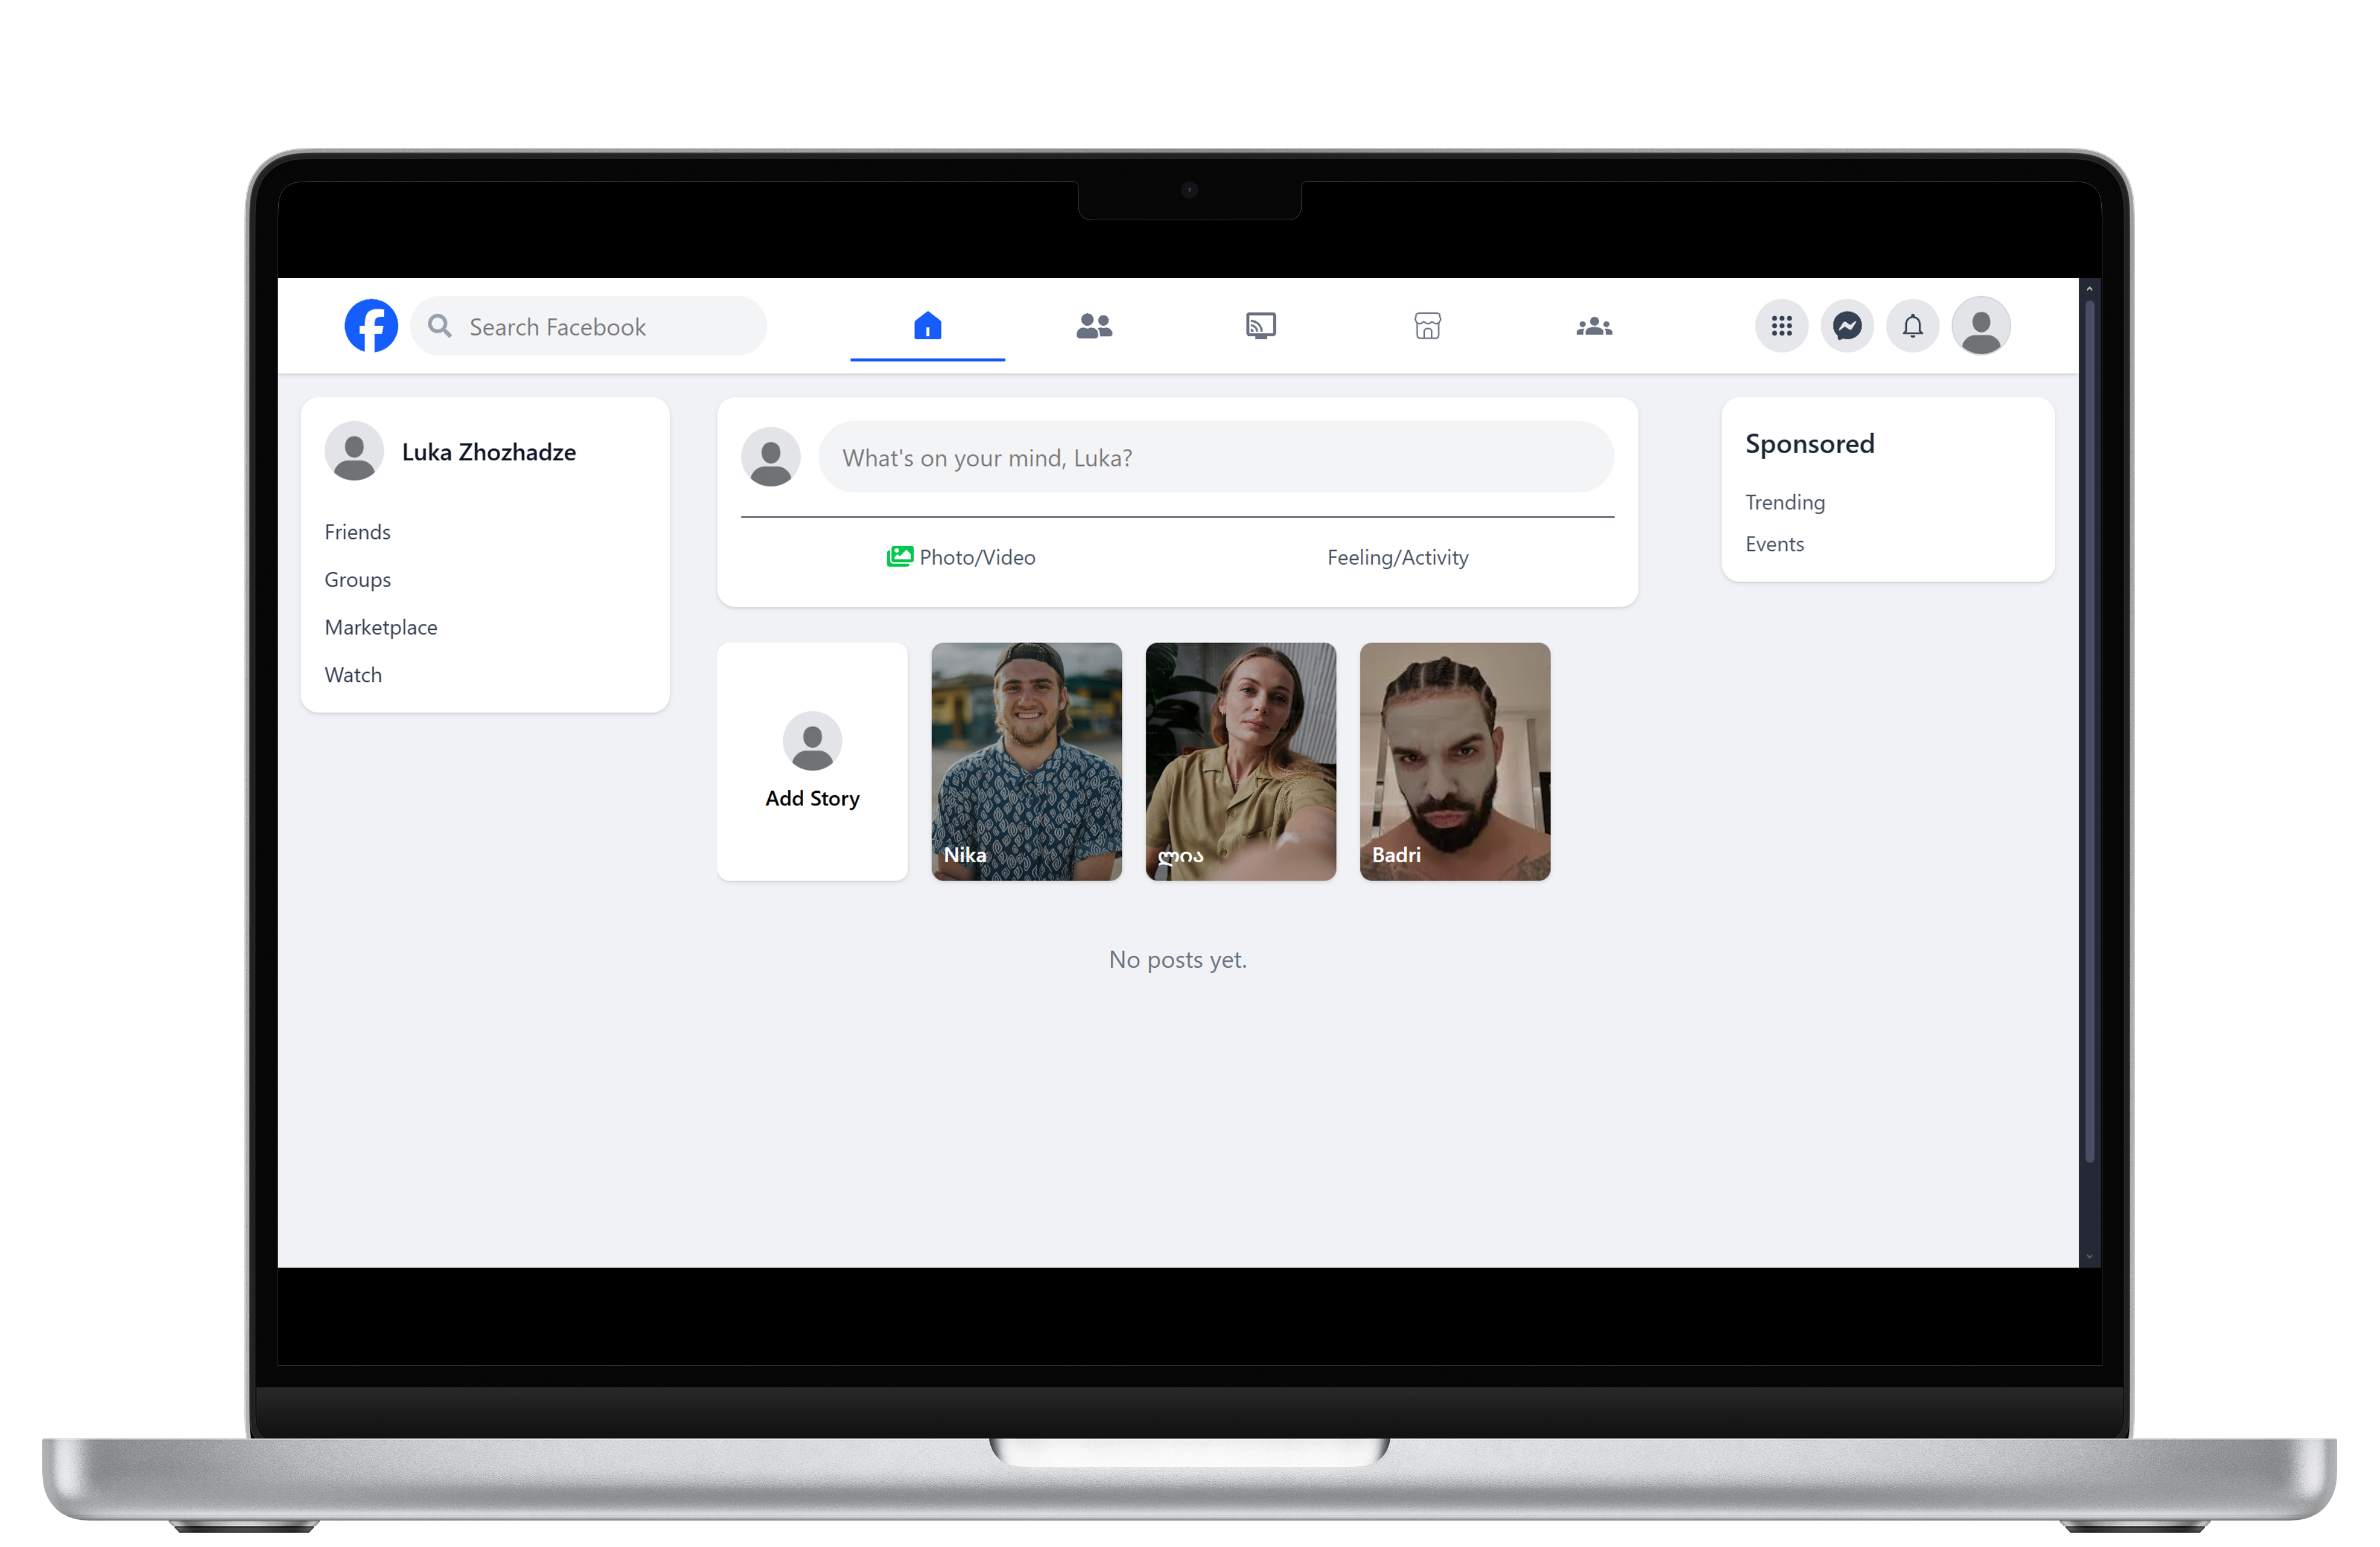 Search Facebook
Luka Zhozhadze
Friends
Groups
Marketplace
Watch
What's on your mind, Luka?
Photo/Video
Feeling/Activity
Add Story
Nika
ლია
Badri
No posts yet.
Sponsored
Trending
Events